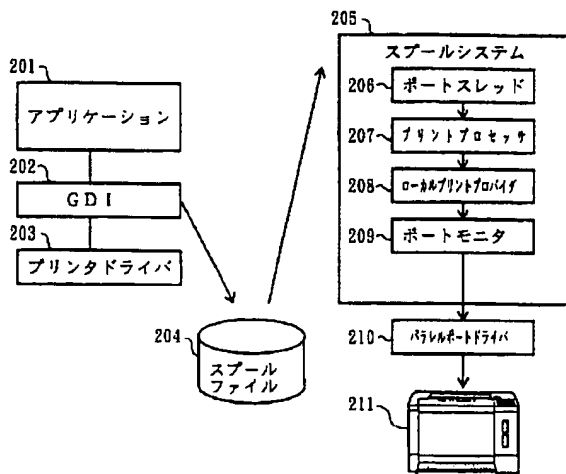 201
アプリケーション
202
GDI
203
プリンタドライバ
204
スプール
ファイル
205
スプールシステム
206
ポートスレッド
207
プリントプロセッサ
208
ローカルプリントプロバイダ
209
ポートモニタ
210
パラレルポートドライバ
211